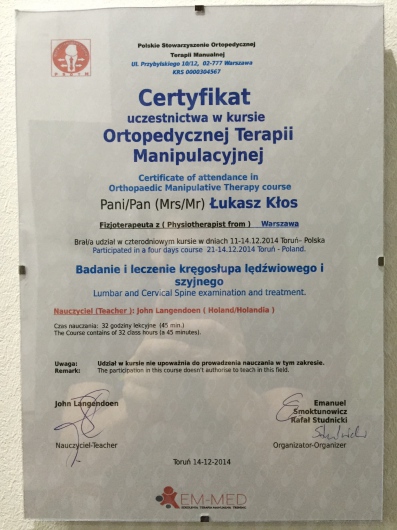 Polskie Stowarzyszenie Ortopedycznej
Terapii Manualnej
Ul. Przybylskiego 10/12, 02-777 Warszawa
KRS 0000304567
Certyfikat
uczestnictwa w kursie
Ortopedycznej Terapii
Manipulacyjnej
Certificate of attendance in
Orthopaedic Manipulative Therapy course
Pani/Pan (Mrs/Mr) Łukasz Kłos
Fizjoterapeuta z ( Physiotherapist from ) Warszawa
Brał/a udział w czterodniowym kursie w dniach 11-14.12.2014 Toruń- Polska
Participated in a four days course 21-14.12.2014 Toruń - Poland.
Badanie i leczenie kręgosłupa lędźwiowego i
szyjnego
Lumbar and Cervical Spine examination and treatment.
Nauczyciel (Teacher ): John Langendoen ( Holand/Holandia )
Czas nauczania: 32 godziny lekcyjne (45 min.)
The Course contains of 32 class hours (a 45 minutes).
Uwaga: Udział w kursie nie upoważnia do prowadzenia nauczania w tym zakresie.
Remark: The participation in this course doesn't authorise to teach in this field.
John Langendoen
Emanuel
Smoktunowicz
Rafał Studnicki
Nauczyciel-Teacher
Organizator-Organizer
Toruń 14-12-2014
EM-MED